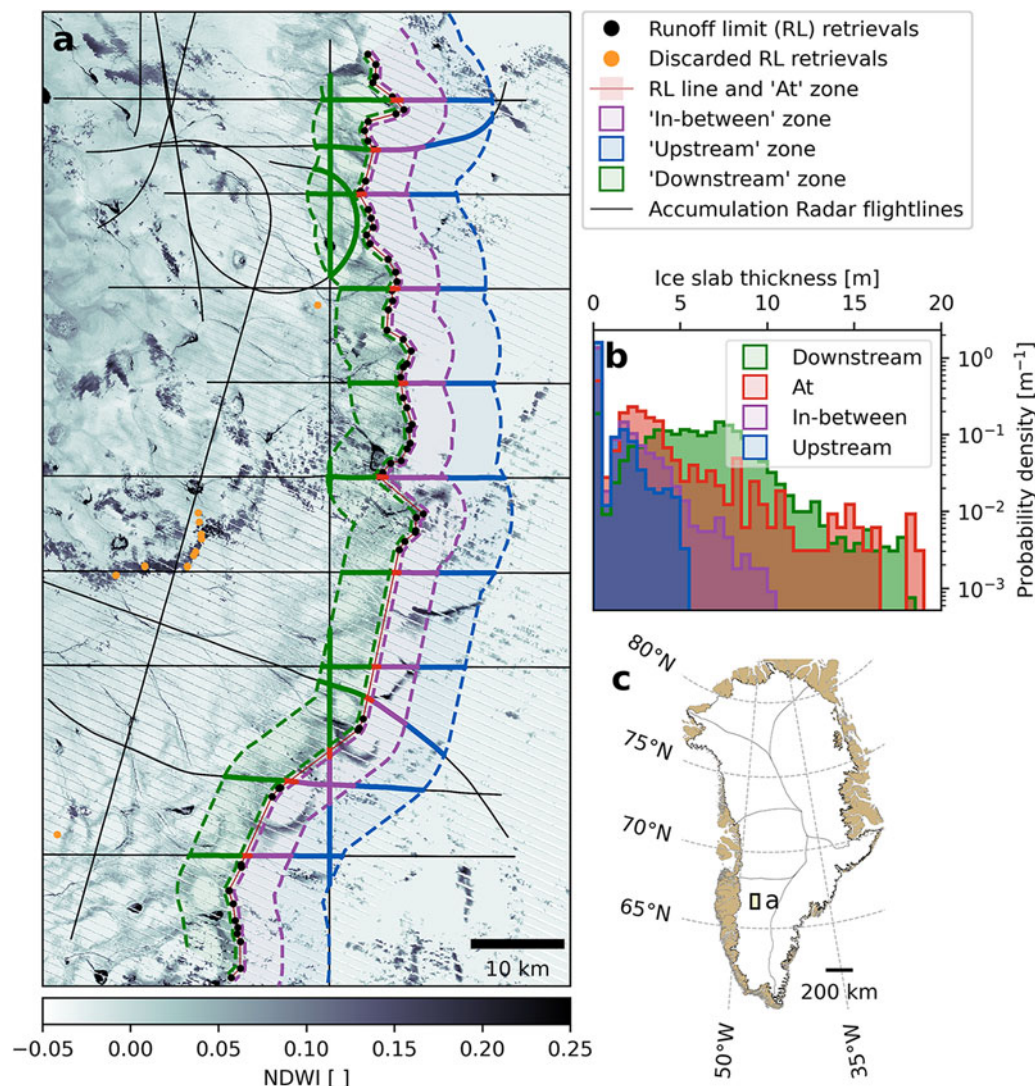 a
Runoff limit (RL) retrievals
Discarded RL retrievals
RL line and 'At' zone
'In-between' zone
'Upstream' zone
'Downstream' zone
Accumulation Radar flightlines
10 km
−0.05 0.00 0.05 0.10 0.15 0.20 0.25
NDWI [ ]
Ice slab thickness [m]
0 5 10 15 20
b
Downstream
At
In-between
Upstream
10⁰
10⁻¹
10⁻²
10⁻³
Probability density [m⁻¹]
c
80°N
75°N
70°N
65°N
a
200 km
50°W
35°W